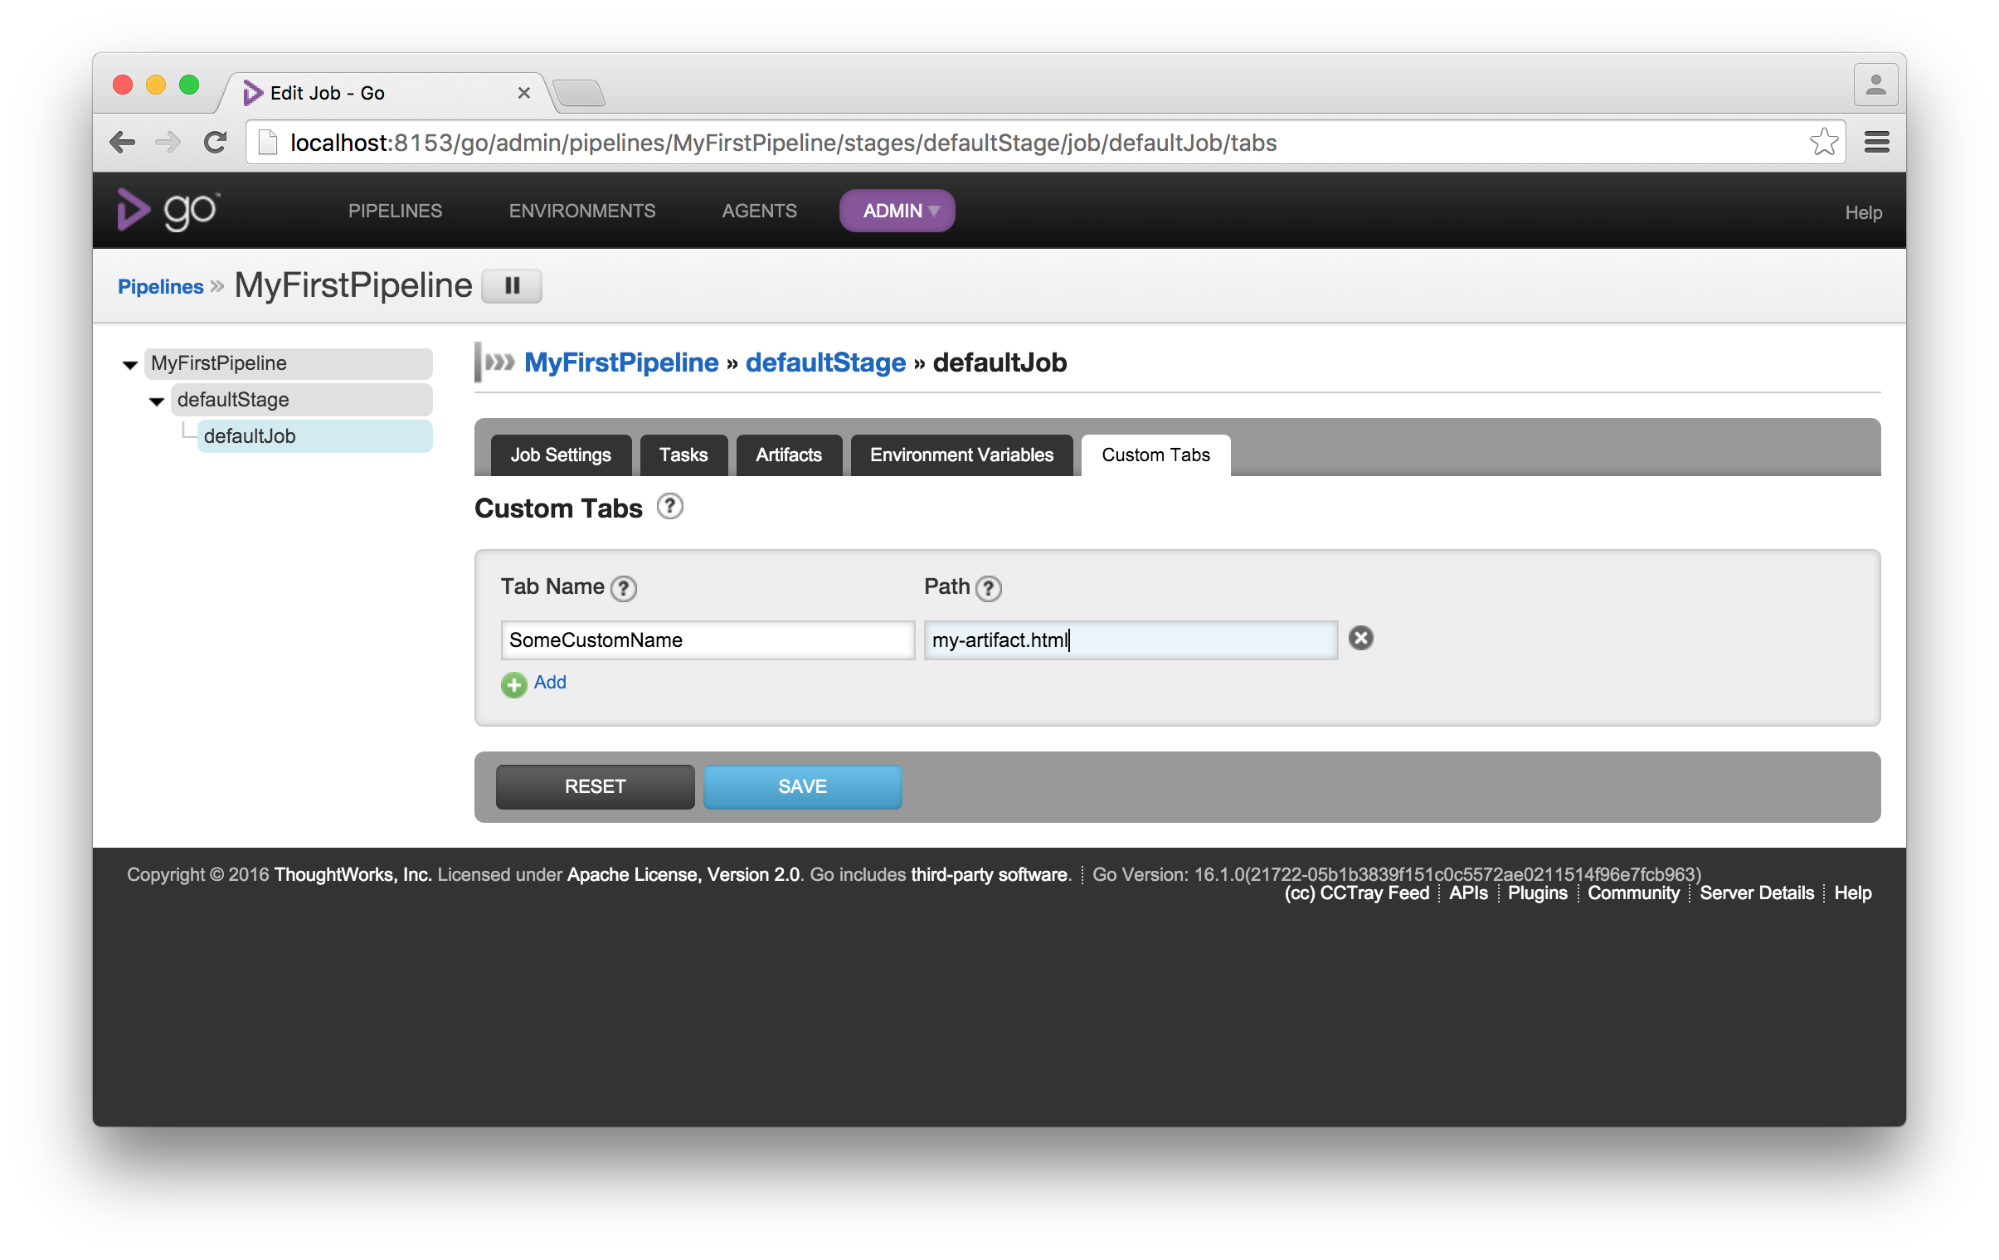 Edit Job - Go
localhost:8153/go/admin/pipelines/MyFirstPipeline/stages/defaultStage/job/defaultJob/tabs
go PIPELINES ENVIRONMENTS AGENTS ADMIN Help
Pipelines » MyFirstPipeline
MyFirstPipeline
defaultStage
defaultJob
MyFirstPipeline » defaultStage » defaultJob
Job Settings Tasks Artifacts Environment Variables Custom Tabs
Custom Tabs ?
Tab Name ? Path ?
SomeCustomName my-artifact.html
Add
RESET SAVE
Copyright © 2016 ThoughtWorks, Inc. Licensed under Apache License, Version 2.0. Go includes third-party software. Go Version: 16.1.0(21722-05b1b3839f151c0c5572ae0211514f96e7fcb963)
(cc) CCTray Feed APIs Plugins Community Server Details Help